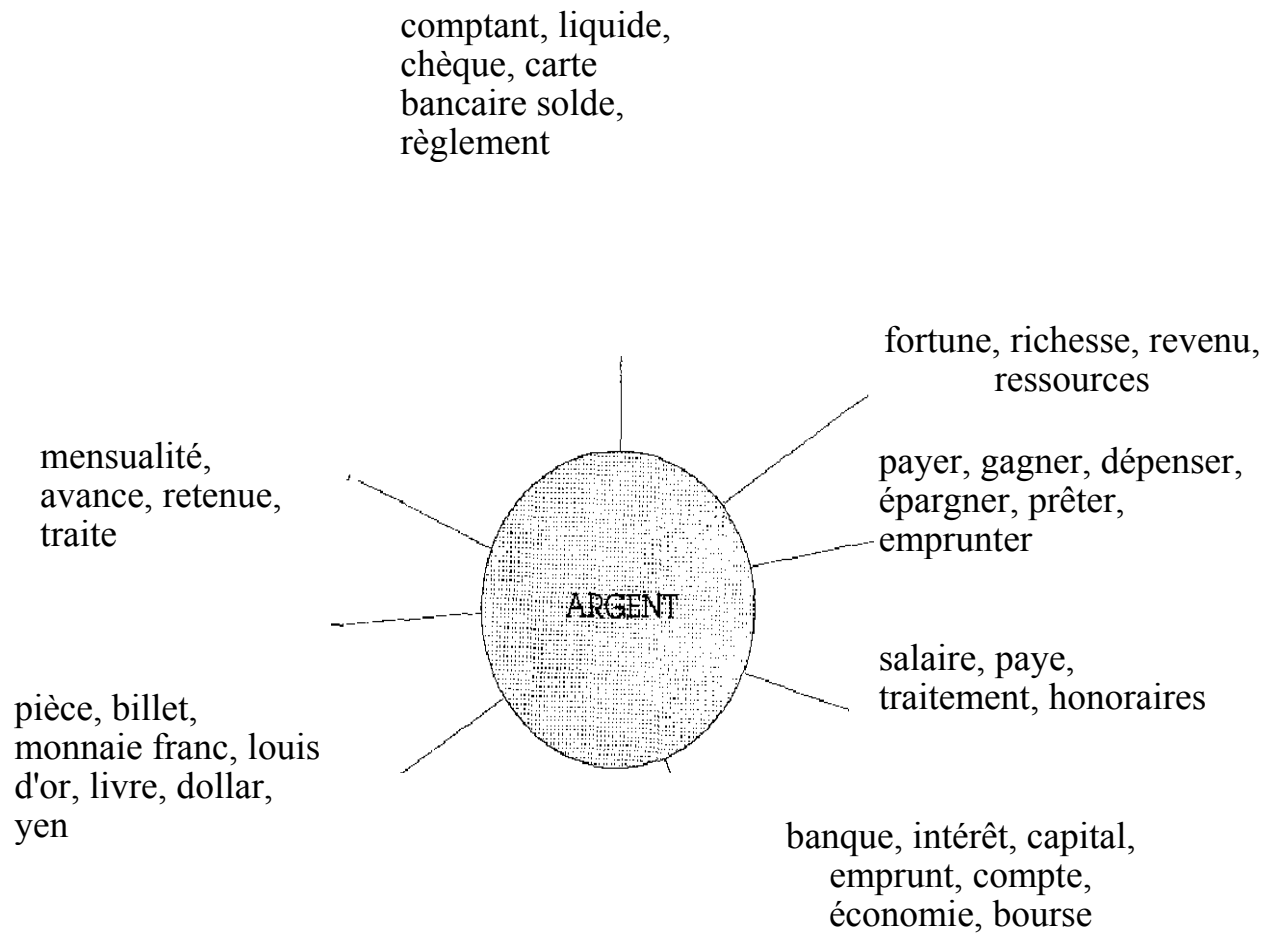 comptant, liquide,
chèque, carte
bancaire solde,
règlement
fortune, richesse, revenu,
ressources
mensualité,
avance, retenue,
traite
payer, gagner, dépenser,
épargner, prêter,
emprunter
ARGENT
salaire, paye,
traitement, honoraires
pièce, billet,
monnaie franc, louis
d'or, livre, dollar,
yen
banque, intérêt, capital,
emprunt, compte,
économie, bourse